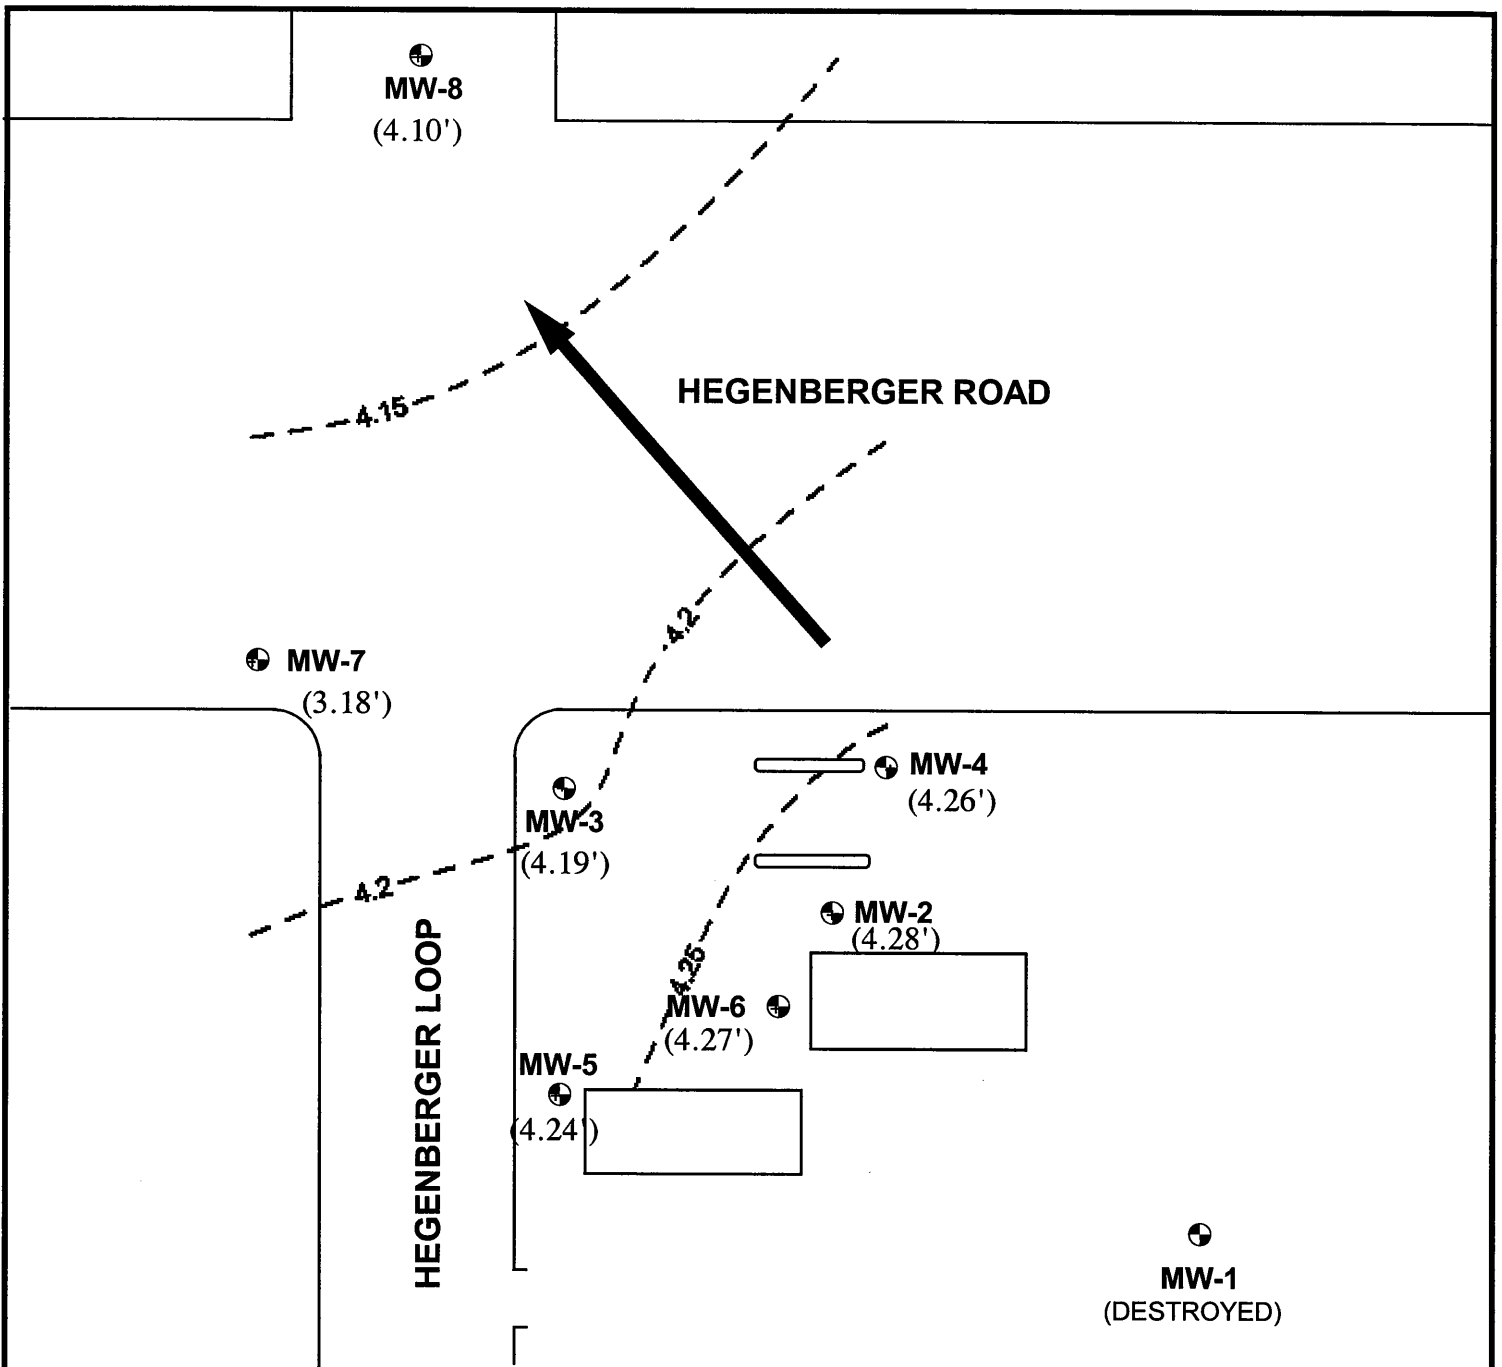 MW-8
(4.10')
4.15
HEGENBERGER ROAD
4.2
MW-7
(3.18')
MW-4
(4.26')
MW-3
(4.19')
4.2
MW-2
(4.28')
4.25
MW-6
(4.27')
HEGENBERGER LOOP
MW-5
(4.24')
MW-1
(DESTROYED)